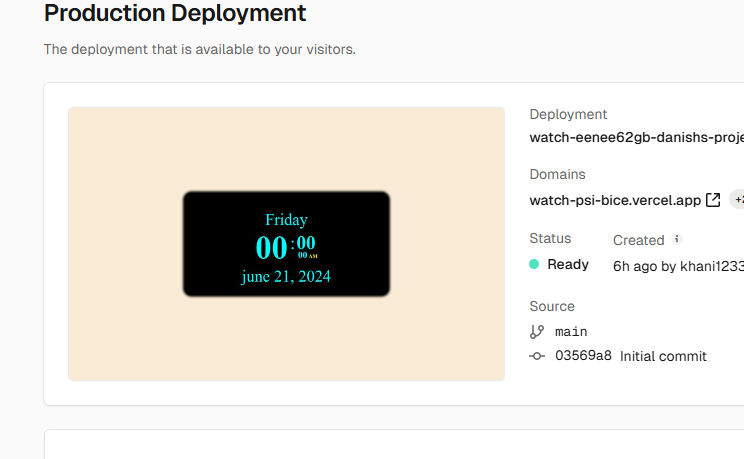 Production Deployment
The deployment that is available to your visitors.
Friday
00:00
00 AM
june 21, 2024
Deployment
watch-eenee62gb-danishs-proje
Domains
watch-psi-bice.vercel.app +2
Status Created
Ready 6h ago by khani1233
Source
main
03569a8 Initial commit